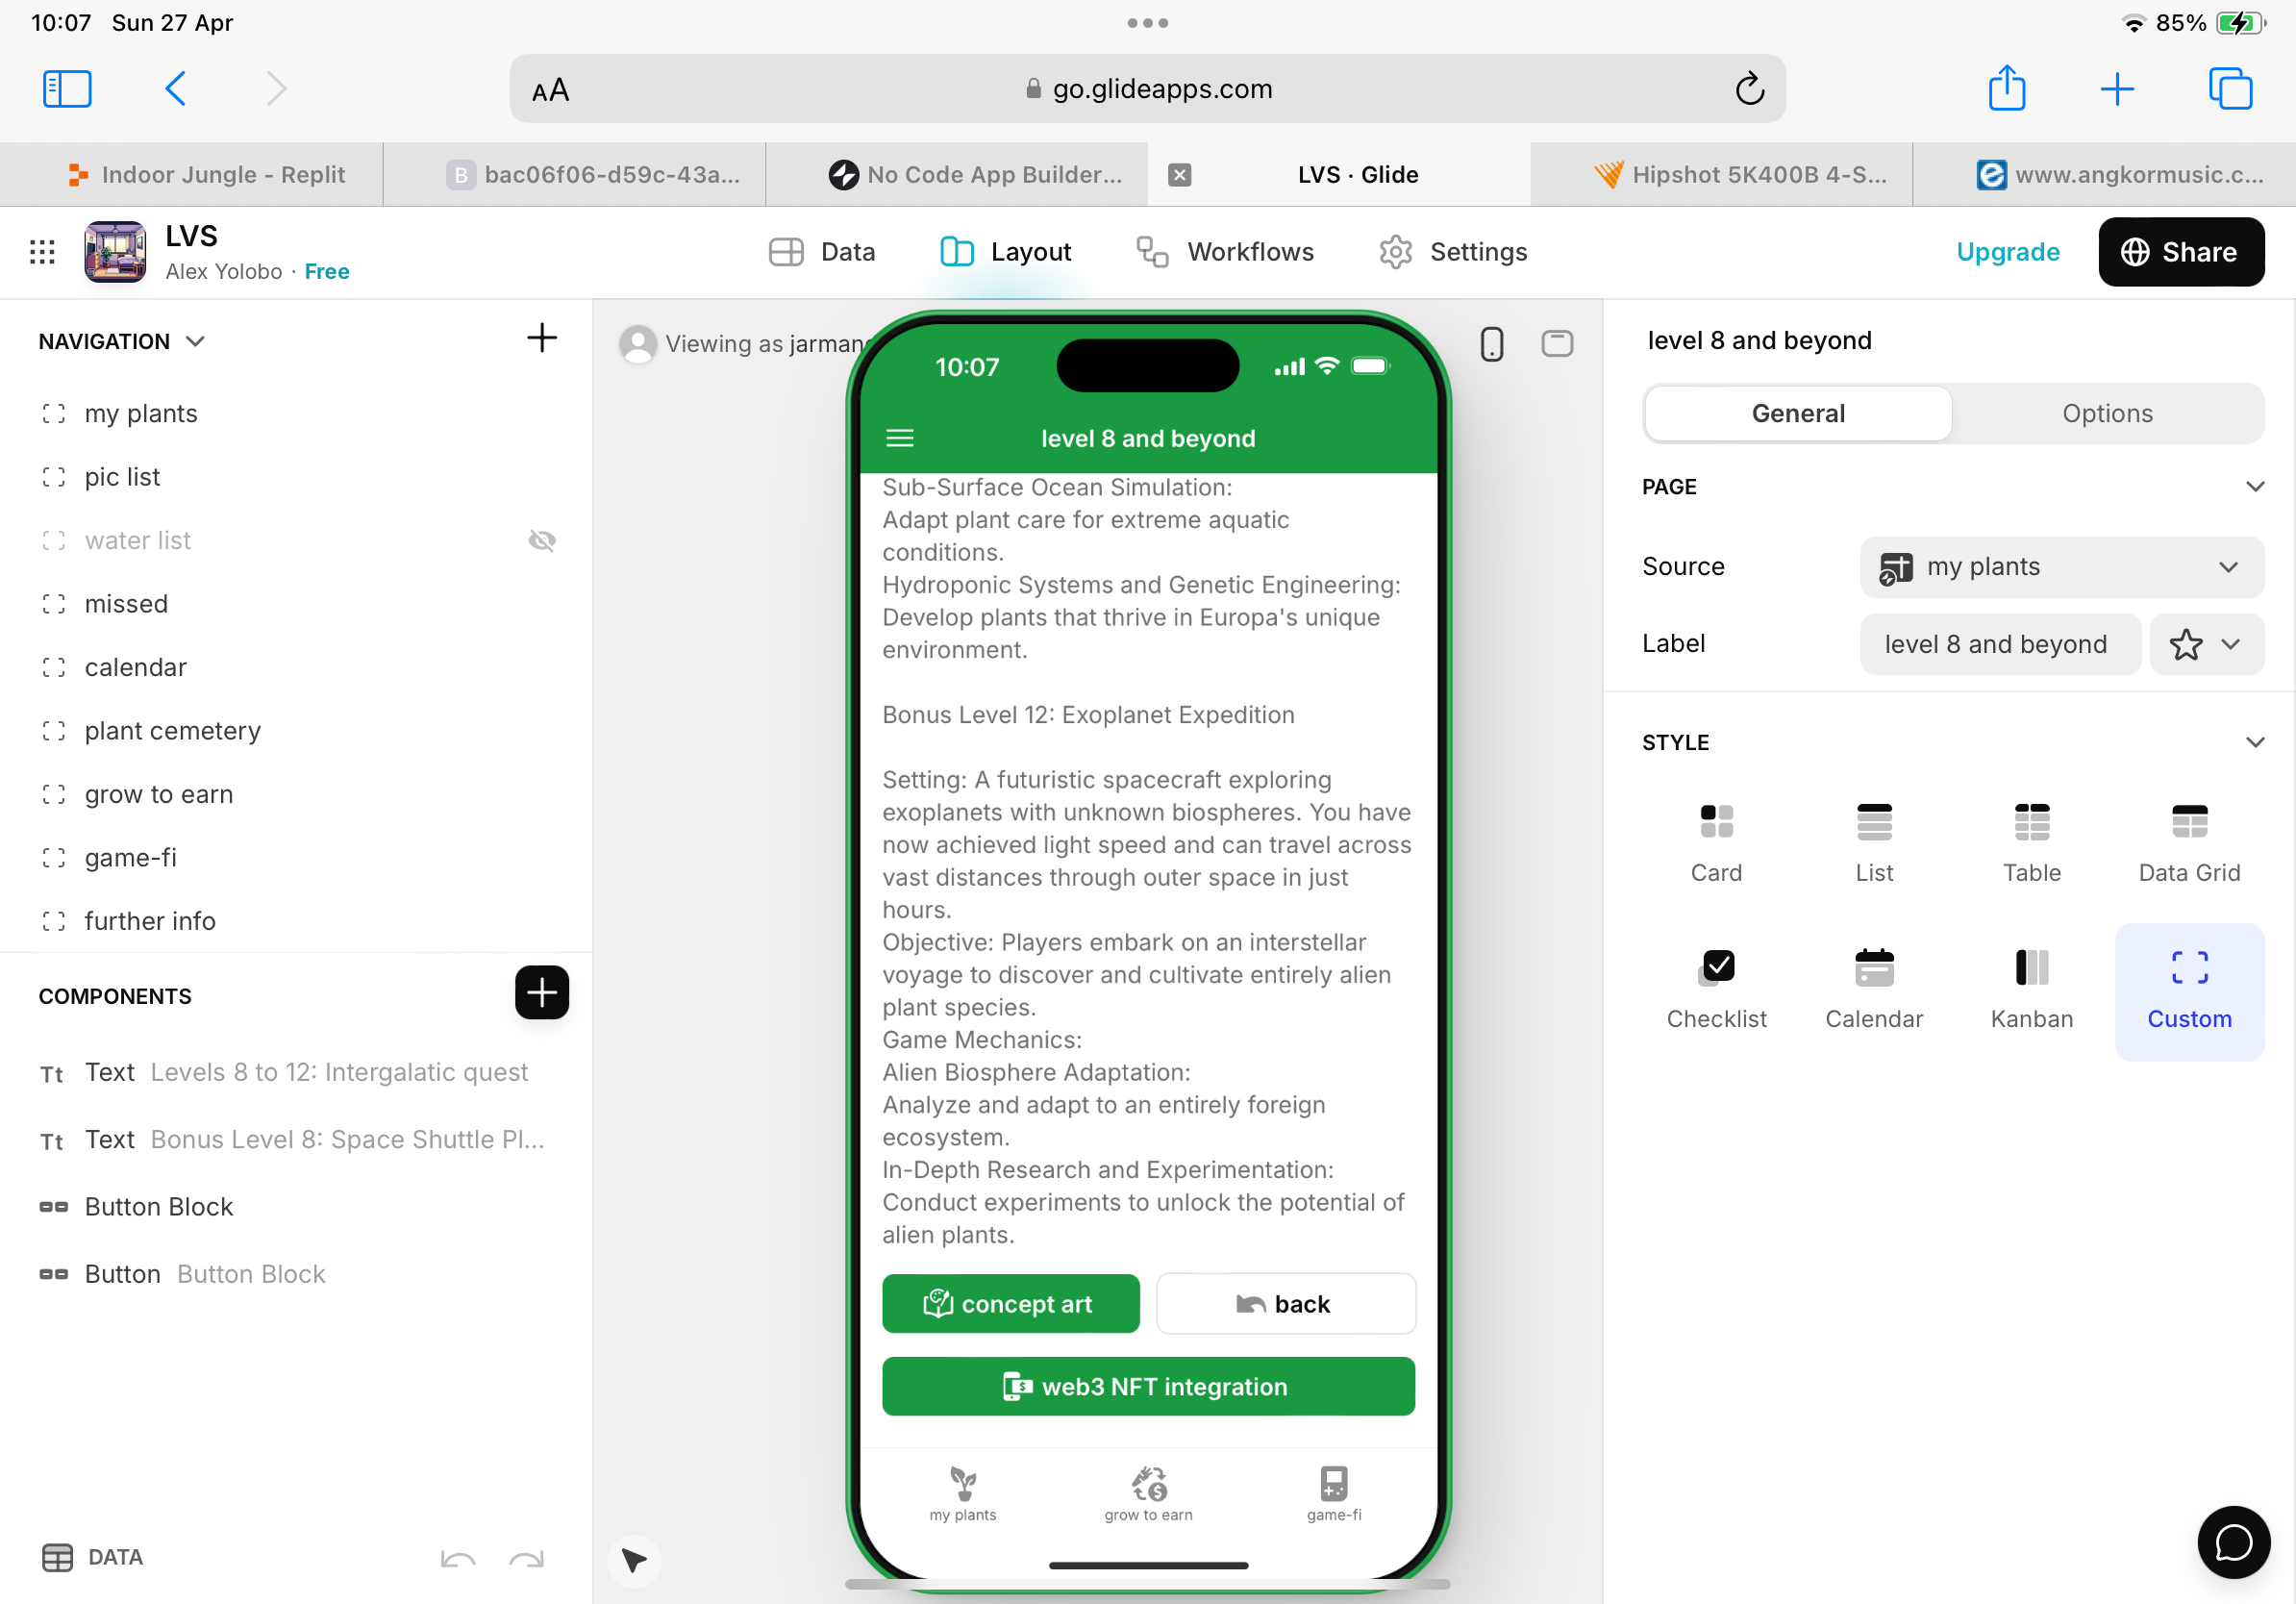 10:07 Sun 27 Apr
85%
AA
go.glideapps.com
Indoor Jungle - Replit
B bac06f06-d59c-43a...
No Code App Builder...
LVS · Glide
Hipshot 5K400B 4-S...
www.angkormusic.c...
LVS
Alex Yolobo · Free
Data
Layout
Workflows
Settings
Upgrade
Share
NAVIGATION
my plants
pic list
water list
missed
calendar
plant cemetery
grow to earn
game-fi
further info
COMPONENTS
Tt Text Levels 8 to 12: Intergalatic quest
Tt Text Bonus Level 8: Space Shuttle Pl...
Button Block
Button Button Block
DATA
Viewing as jarman
10:07
level 8 and beyond
Sub-Surface Ocean Simulation:
Adapt plant care for extreme aquatic
conditions.
Hydroponic Systems and Genetic Engineering:
Develop plants that thrive in Europa's unique
environment.
Bonus Level 12: Exoplanet Expedition
Setting: A futuristic spacecraft exploring
exoplanets with unknown biospheres. You have
now achieved light speed and can travel across
vast distances through outer space in just
hours.
Objective: Players embark on an interstellar
voyage to discover and cultivate entirely alien
plant species.
Game Mechanics:
Alien Biosphere Adaptation:
Analyze and adapt to an entirely foreign
ecosystem.
In-Depth Research and Experimentation:
Conduct experiments to unlock the potential of
alien plants.
concept art
back
web3 NFT integration
my plants
grow to earn
game-fi
level 8 and beyond
General
Options
PAGE
Source
my plants
Label
level 8 and beyond
STYLE
Card
List
Table
Data Grid
Checklist
Calendar
Kanban
Custom